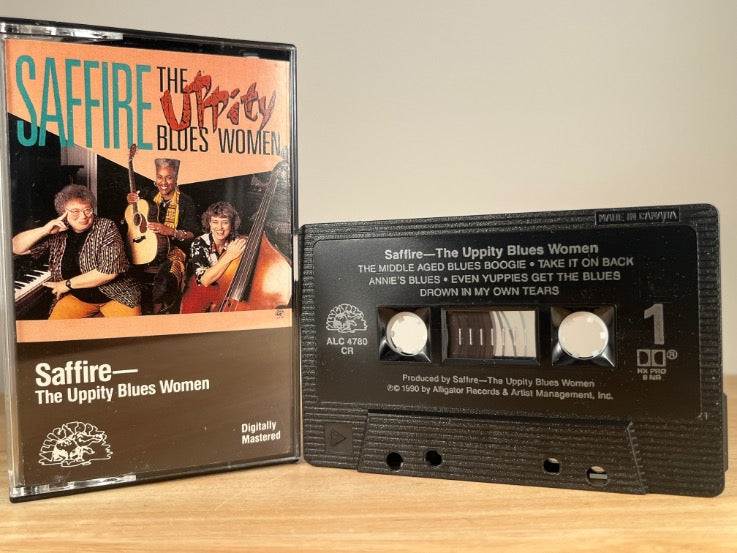 SAFFIRE
THE
UPPity
BLUES WOMEN
Saffire—
The Uppity Blues Women
Digitally
Mastered
MADE IN CANADA
Saffire—The Uppity Blues Women
THE MIDDLE AGED BLUES BOOGIE • TAKE IT ON BACK
ANNIE'S BLUES • EVEN YUPPIES GET THE BLUES
DROWN IN MY OWN TEARS
ALC 4780
CR
1
HX PRO
B NR
Produced by Saffire—The Uppity Blues Women
℗© 1990 by Alligator Records & Artist Management, Inc.